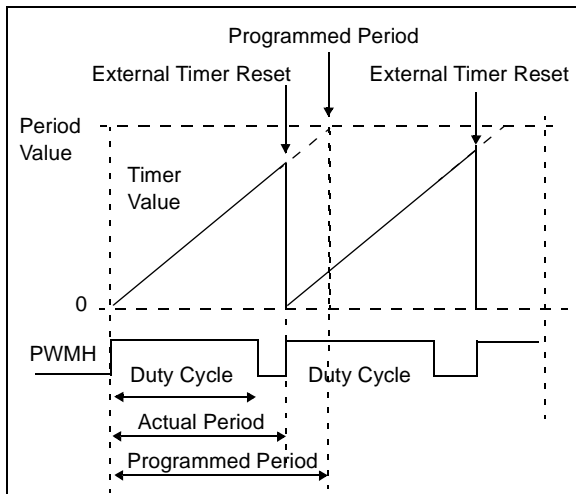 Programmed Period
External Timer Reset
External Timer Reset
Period
Value
Timer
Value
0
PWMH
Duty Cycle
Duty Cycle
Actual Period
Programmed Period